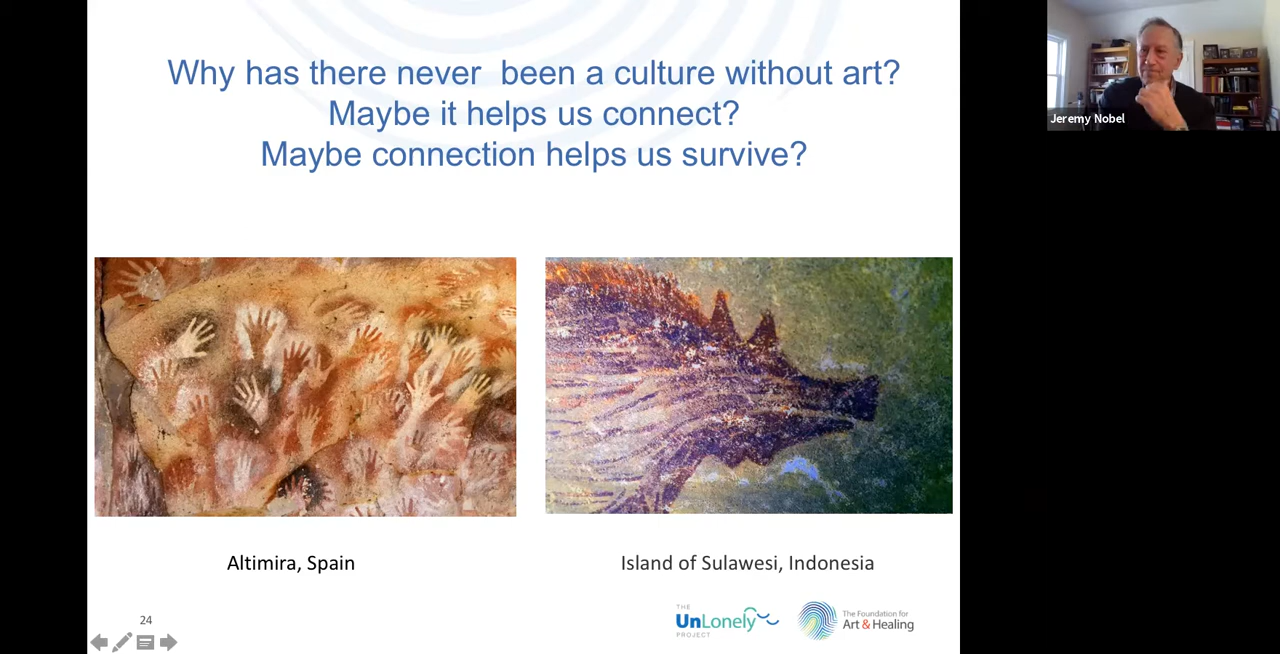 Why has there never  been a culture without art?
Maybe it helps us connect?
Maybe connection helps us survive?
Jeremy Nobel
Altimira, Spain
Island of Sulawesi, Indonesia
24
THE
UnLonely
PROJECT
The Foundation for
Art & Healing